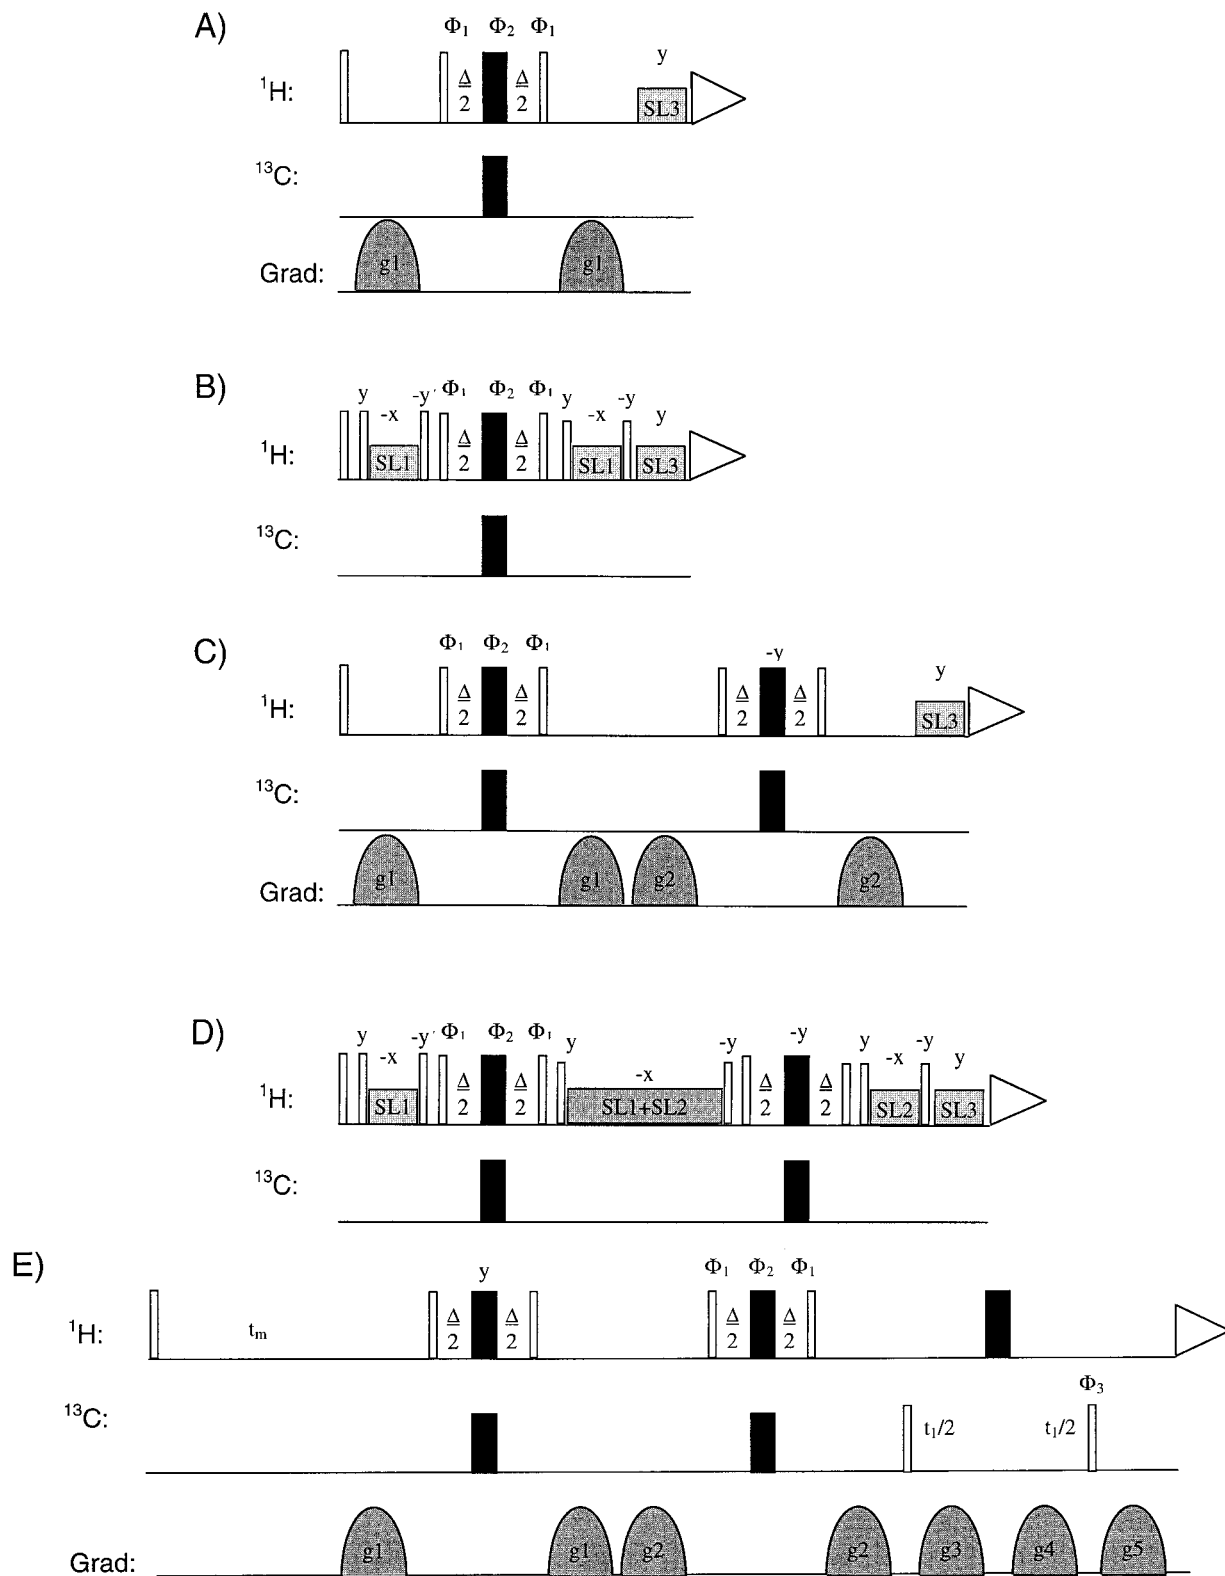 A)
Φ₁ Φ₂ Φ₁
y
¹H:
Δ/2 Δ/2
SL3
¹³C:
Grad:
g1 g1
B)
y -y Φ₁ Φ₂ Φ₁ y -y y
-x -x
¹H:
SL1 Δ/2 Δ/2 SL1 SL3
¹³C:
C)
Φ₁ Φ₂ Φ₁ -y
y
¹H:
Δ/2 Δ/2 Δ/2 Δ/2 SL3
¹³C:
Grad:
g1 g1 g2 g2
D)
y -y Φ₁ Φ₂ Φ₁ y -y -y y -y y
-x -x -x
¹H:
SL1 Δ/2 Δ/2 SL1+SL2 Δ/2 Δ/2 SL2 SL3
¹³C:
E)
y Φ₁ Φ₂ Φ₁
¹H:
tₘ Δ/2 Δ/2 Δ/2 Δ/2
Φ₃
¹³C:
t₁/2 t₁/2
Grad:
g1 g1 g2 g2 g3 g4 g5